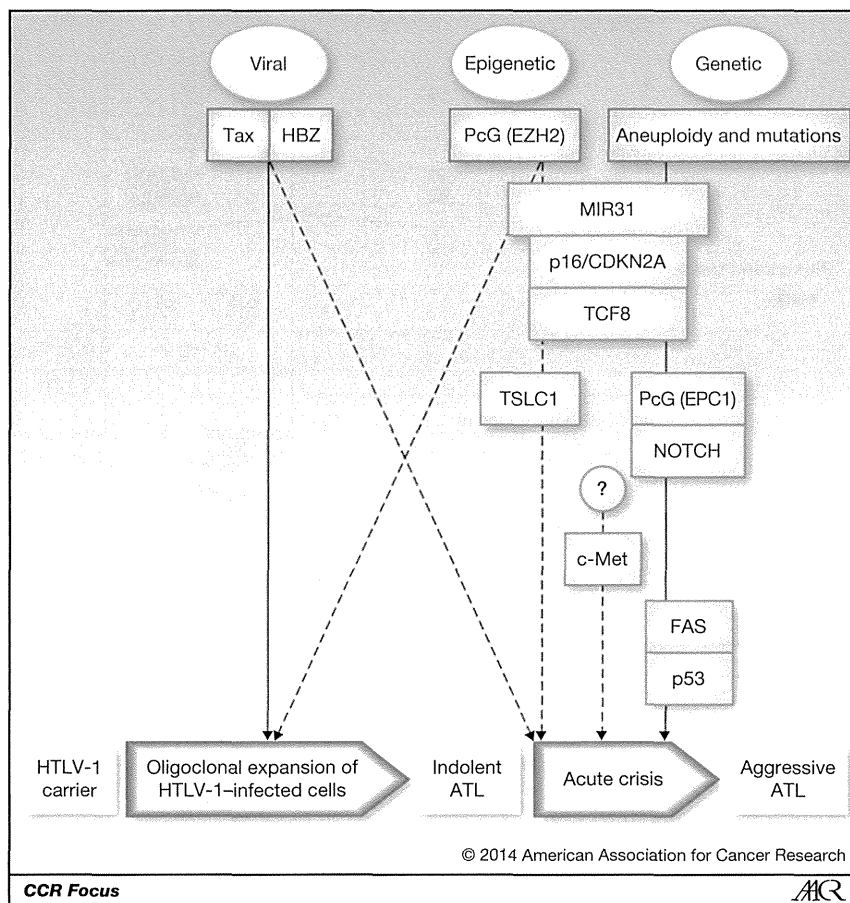 Viral
Epigenetic
Genetic
Tax
HBZ
PcG (EZH2)
Aneuploidy and mutations
MIR31
p16/CDKN2A
TCF8
TSLC1
PcG (EPC1)
NOTCH
?
c-Met
FAS
p53
HTLV-1
carrier
Oligoclonal expansion of
HTLV-1–infected cells
Indolent
ATL
Acute crisis
Aggressive
ATL
© 2014 American Association for Cancer Research
CCR Focus
AACR